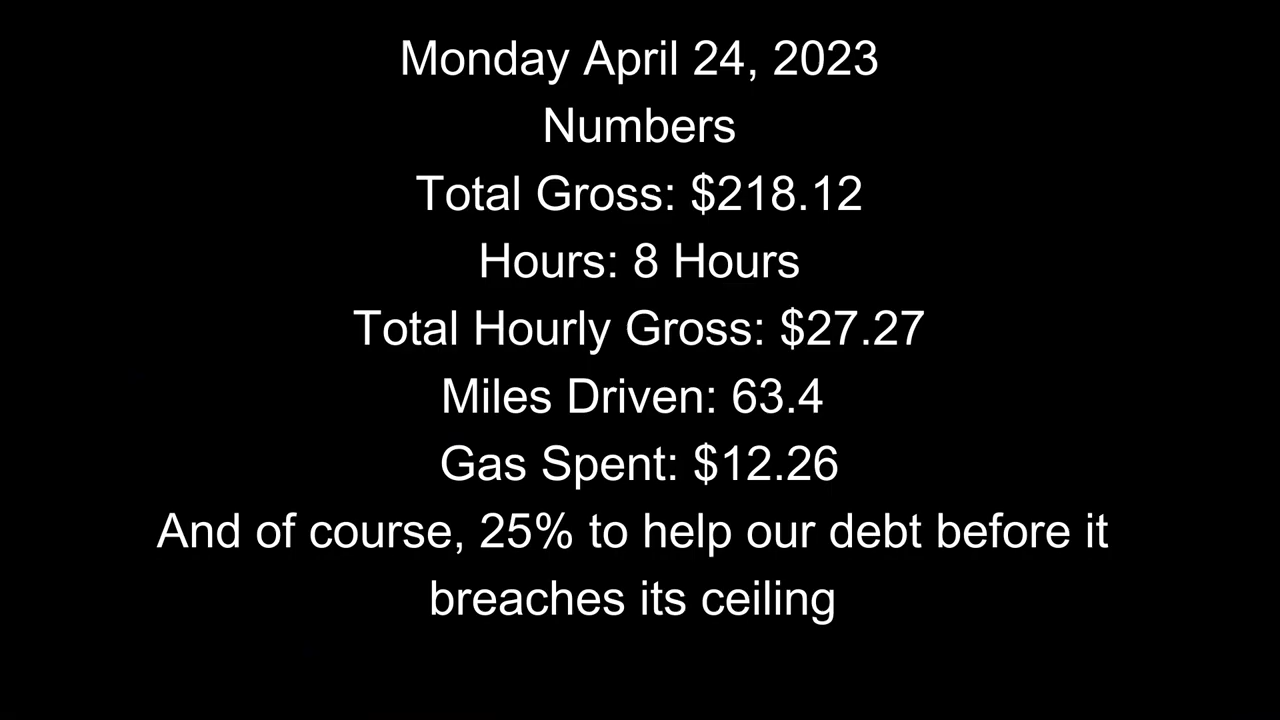 Monday April 24, 2023
Numbers
Total Gross: $218.12
Hours: 8 Hours
Total Hourly Gross: $27.27
Miles Driven: 63.4
Gas Spent: $12.26
And of course, 25% to help our debt before it
breaches its ceiling